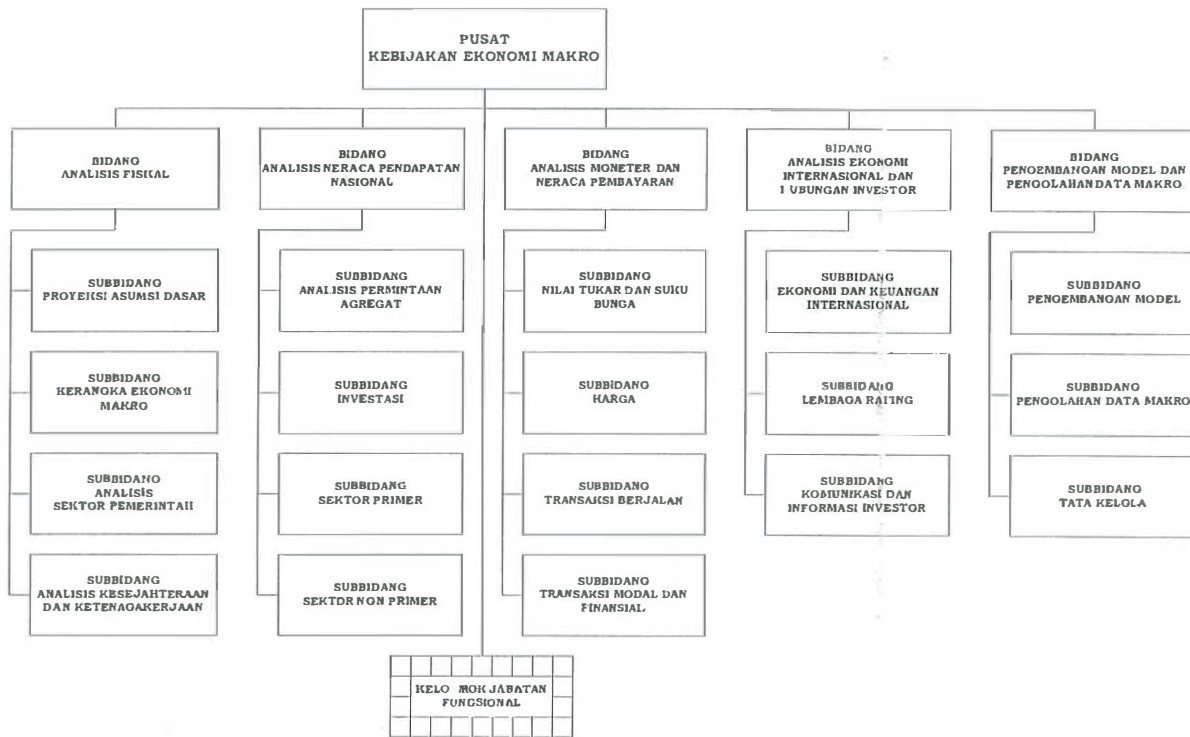 PUSAT
KEBIJAKAN EKONOMI MAKRO
BIDANG
ANALISIS FISKAL
BIDANG
ANALISIS NERACA PENDAPATAN
NASIONAL
BIDANG
ANALISIS MONETER DAN
NERACA PEMBAYARAN
BIDANG
ANALISIS EKONOMI
INTERNASIONAL DAN
HUBUNGAN INVESTOR
BIDANG
PENGEMBANGAN MODEL DAN
PENGOLAHAN DATA MAKRO
SUBBIDANG
PROYEKSI ASUMSI DASAR
SUBBIDANG
KERANGKA EKONOMI
MAKRO
SUBBIDANG
ANALISIS
SEKTOR PEMERINTAH
SUBBIDANG
ANALISIS KESEJAHTERAAN
DAN KETENAGAKERJAAN
SUBBIDANG
ANALISIS PERMINTAAN
AGREGAT
SUBBIDANG
INVESTASI
SUBBIDANG
SEKTOR PRIMER
SUBBIDANG
SEKTOR NON PRIMER
SUBBIDANG
NILAI TUKAR DAN SUKU
BUNGA
SUBBIDANG
HARGA
SUBBIDANG
TRANSAKSI BERJALAN
SUBBIDANG
TRANSAKSI MODAL DAN
FINANSIAL
SUBBIDANG
EKONOMI DAN KEUANGAN
INTERNASIONAL
SUBBIDANG
LEMBAGA RATING
SUBBIDANG
KOMUNIKASI DAN
INFORMASI INVESTOR
SUBBIDANG
PENGEMBANGAN MODEL
SUBBIDANG
PENGOLAHAN DATA MAKRO
SUBBIDANG
TATA KELOLA
KELOMPOK JABATAN
FUNGSIONAL